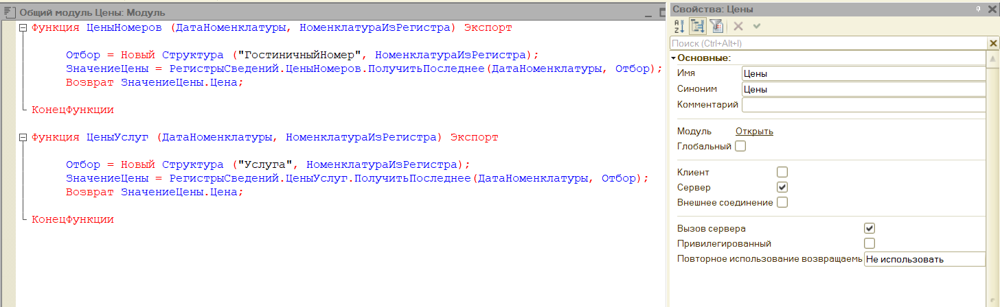 Общий модуль Цены: Модуль
Функция ЦеныНомеров (ДатаНоменклатуры, НоменклатураИзРегистра) Экспорт
Отбор = Новый Структура ("ГостиничныйНомер", НоменклатураИзРегистра);
ЗначениеЦены = РегистрыСведений.ЦеныНомеров.ПолучитьПоследнее(ДатаНоменклатуры, Отбор);
Возврат ЗначениеЦены.Цена;
КонецФункции
Функция ЦеныУслуг (ДатаНоменклатуры, НоменклатураИзРегистра) Экспорт
Отбор = Новый Структура ("Услуга", НоменклатураИзРегистра);
ЗначениеЦены = РегистрыСведений.ЦеныУслуг.ПолучитьПоследнее(ДатаНоменклатуры, Отбор);
Возврат ЗначениеЦены.Цена;
КонецФункции
Свойства: Цены
Поиск (Ctrl+Alt+I)
Основные:
Имя Цены
Синоним Цены
Комментарий
Модуль Открыть
Глобальный
Клиент
Сервер
Внешнее соединение
Вызов сервера
Привилегированный
Повторное использование возвращаемь Не использовать